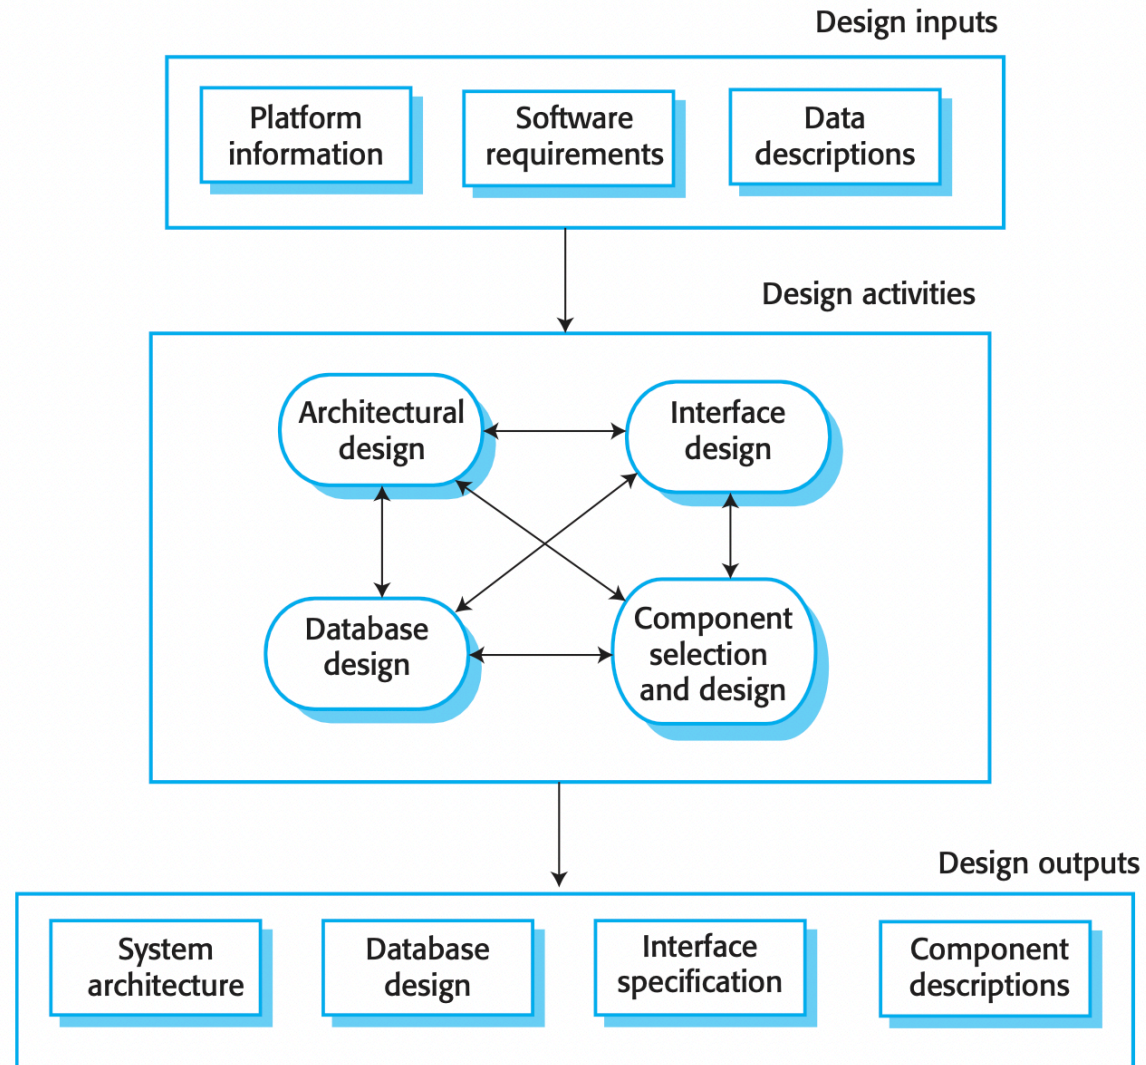 Design inputs
Platform
information
Software
requirements
Data
descriptions
Design activities
Architectural
design
Interface
design
Database
design
Component
selection
and design
Design outputs
System
architecture
Database
design
Interface
specification
Component
descriptions